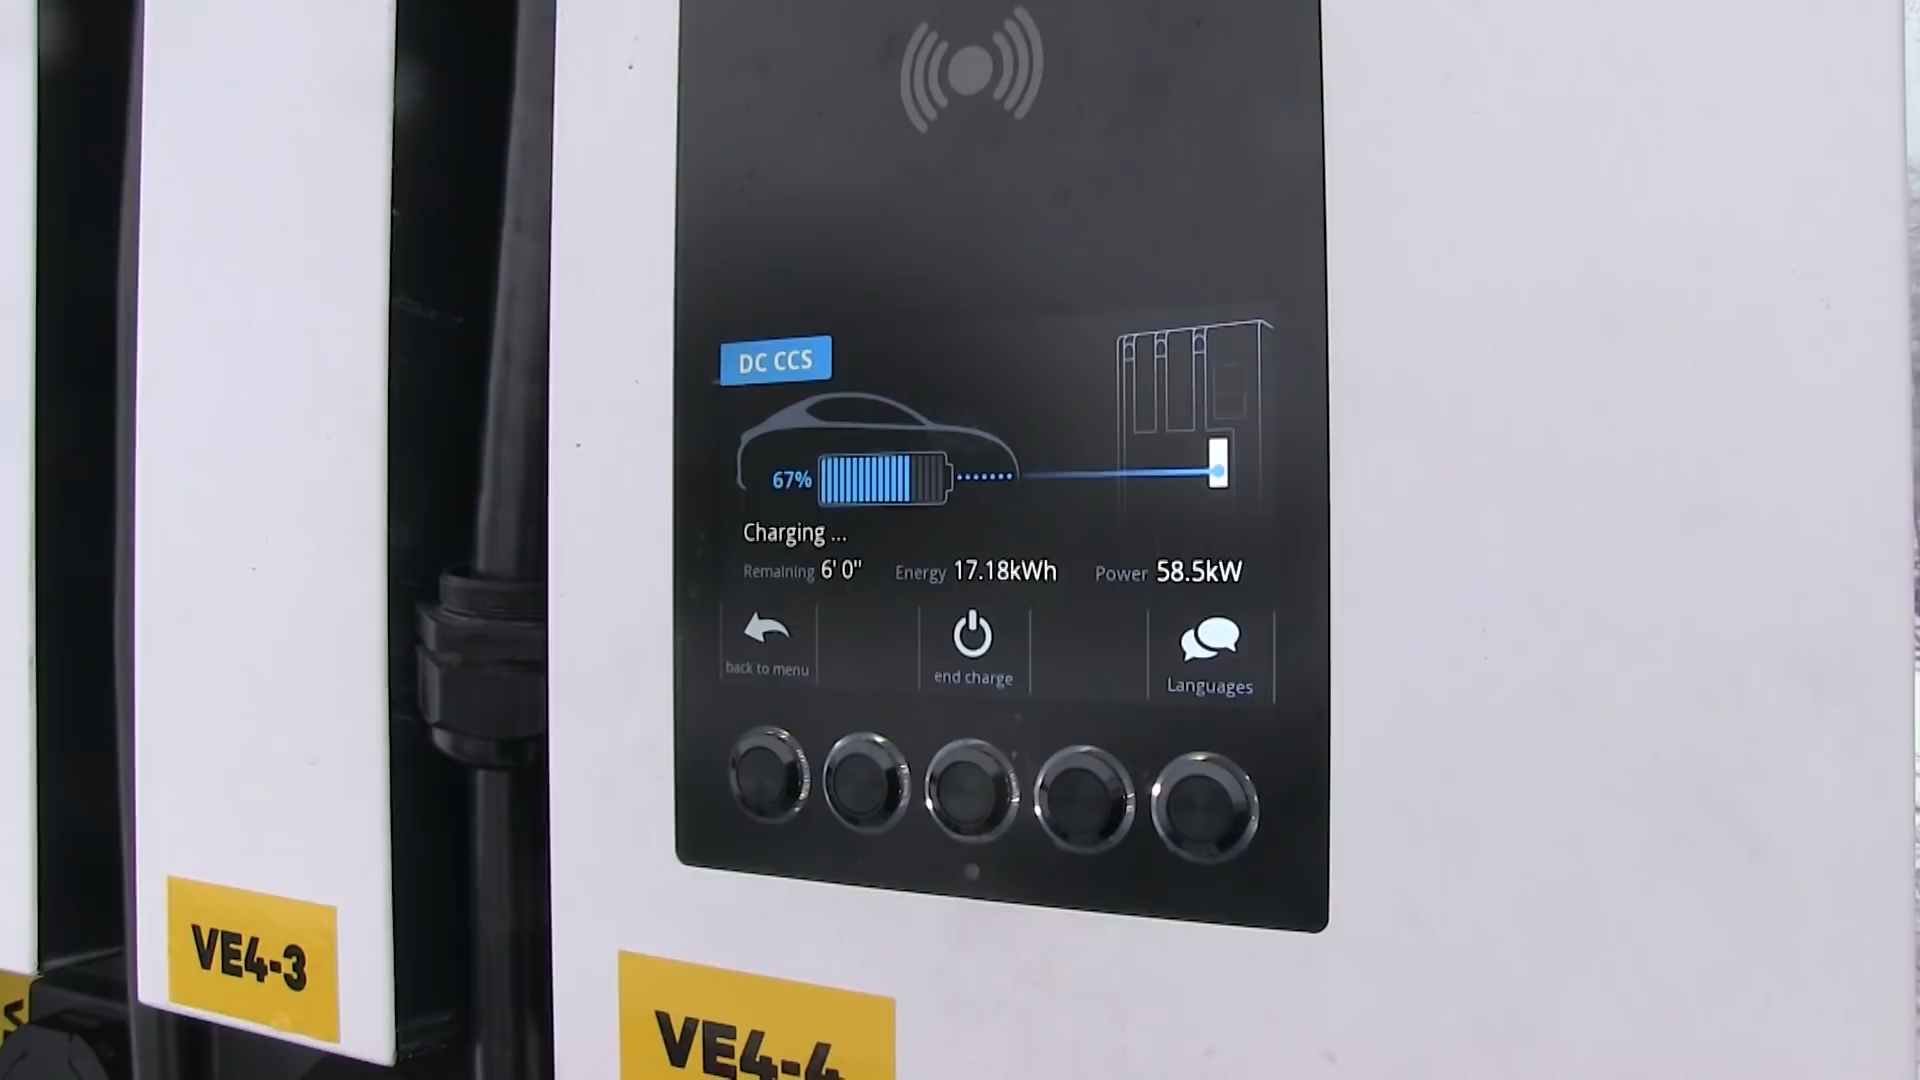 DC CCS
67%
Charging ...
Remaining 6' 0" Energy 17.18kWh Power 58.5kW
back to menu
end charge
Languages
VE4-3
VE4-4